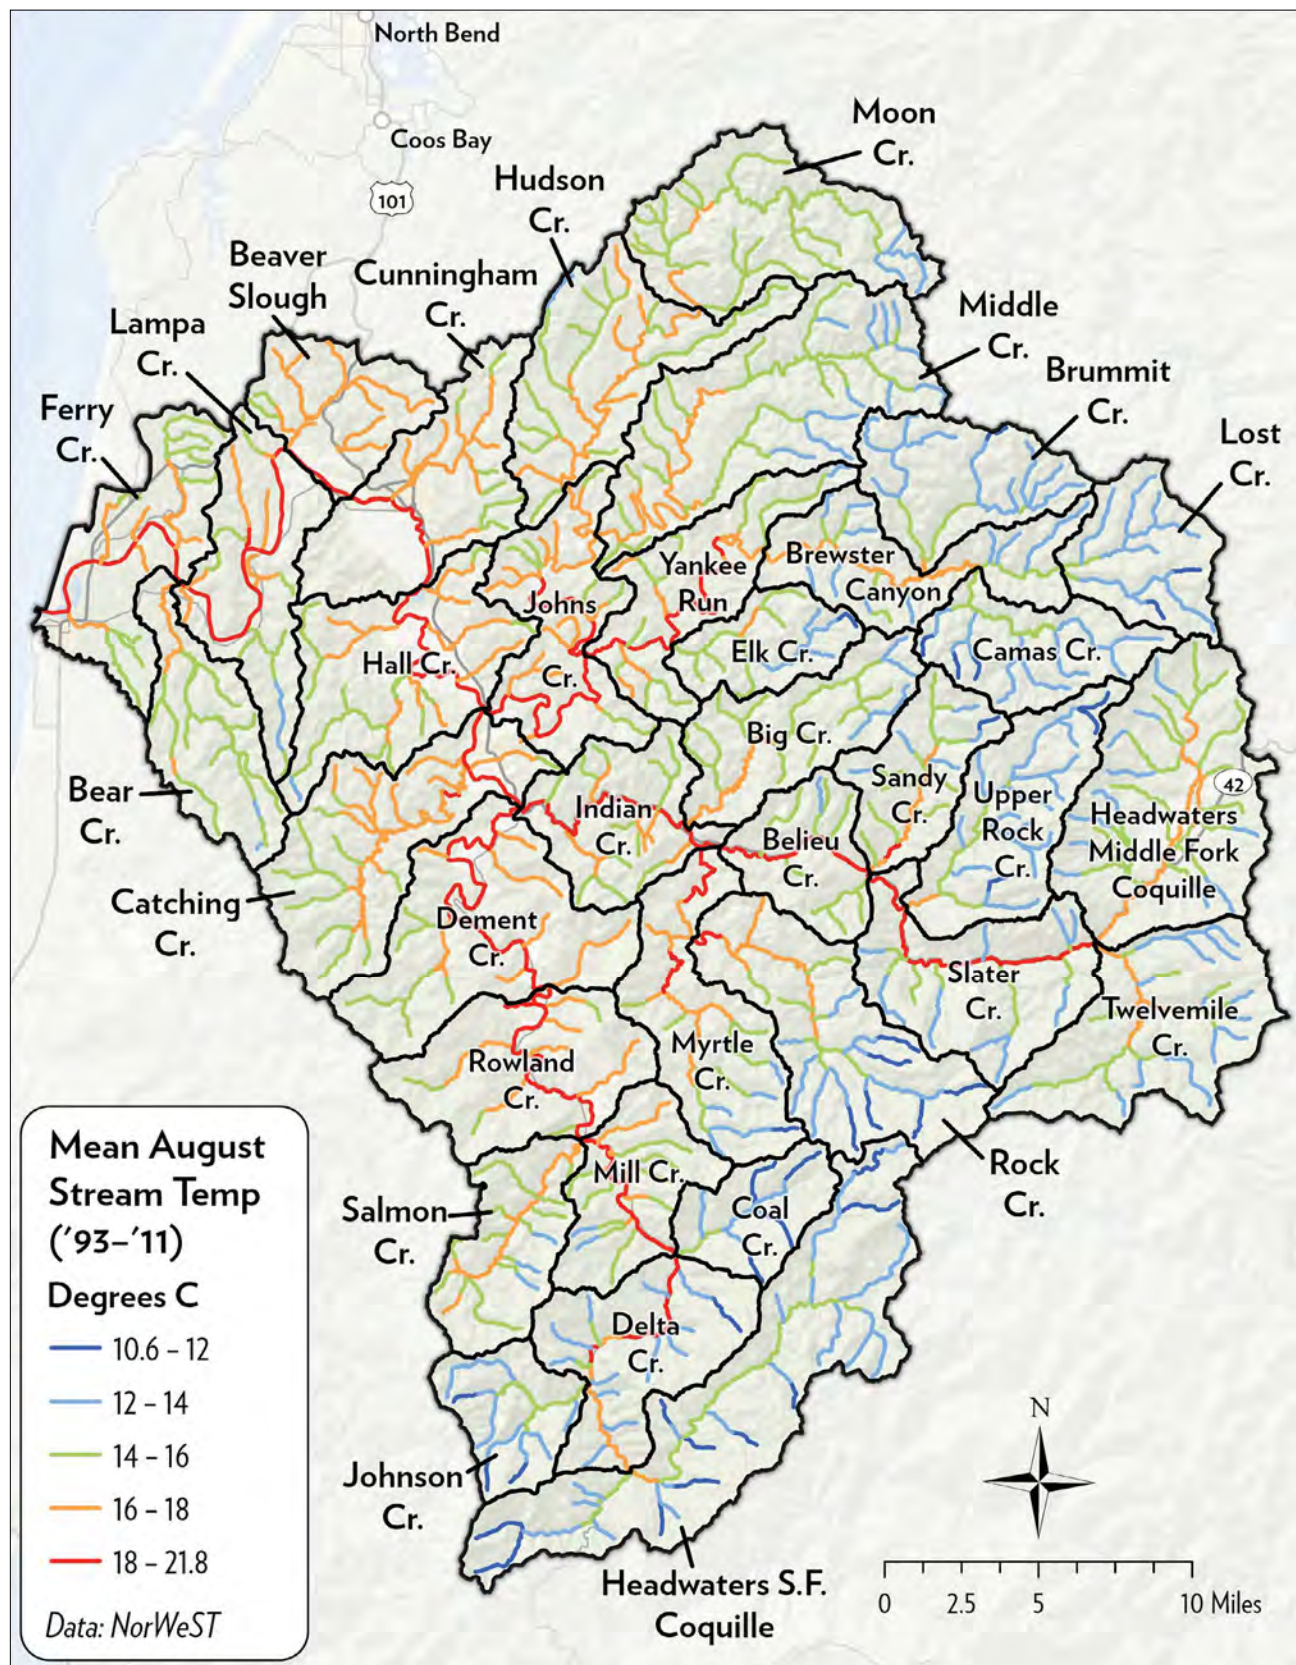 North Bend
Coos Bay
101
Moon
Cr.
Hudson
Cr.
Beaver
Slough
Cunningham
Cr.
Lampa
Cr.
Middle
Cr.
Ferry
Cr.
Brummit
Cr.
Lost
Cr.
Yankee
Run
Brewster
Canyon
Johns
Cr.
Hall Cr.
Elk Cr.
Camas Cr.
Big Cr.
Sandy
Cr.
Upper
Rock
Cr.
42
Headwaters
Middle Fork
Coquille
Bear
Cr.
Indian
Cr.
Belieu
Cr.
Catching
Cr.
Dement
Cr.
Slater
Cr.
Twelvemile
Cr.
Rowland
Cr.
Myrtle
Cr.
Rock
Cr.
Mill Cr.
Coal
Cr.
Salmon
Cr.
Delta
Cr.
Johnson
Cr.
Headwaters S.F.
Coquille
Mean August
Stream Temp
('93–'11)
Degrees C
10.6 – 12
12 – 14
14 – 16
16 – 18
18 – 21.8
Data: NorWeST
N
0 2.5 5 10 Miles